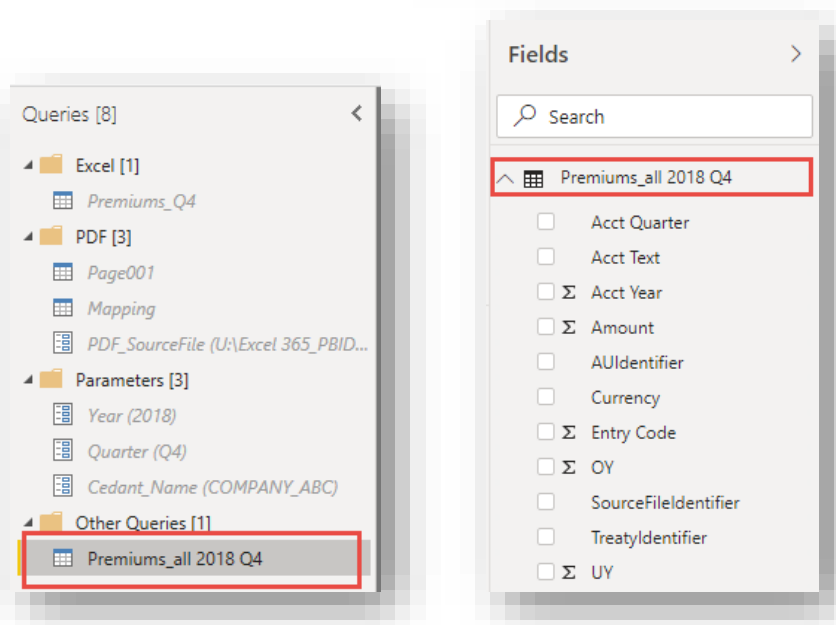 Queries [8]
Excel [1]
Premiums_Q4
PDF [3]
Page001
Mapping
PDF_SourceFile (U:\Excel 365_PBID...
Parameters [3]
Year (2018)
Quarter (Q4)
Cedant_Name (COMPANY_ABC)
Other Queries [1]
Premiums_all 2018 Q4
Fields
Search
Premiums_all 2018 Q4
Acct Quarter
Acct Text
Σ Acct Year
Σ Amount
AUIdentifier
Currency
Σ Entry Code
Σ OY
SourceFileIdentifier
TreatyIdentifier
Σ UY